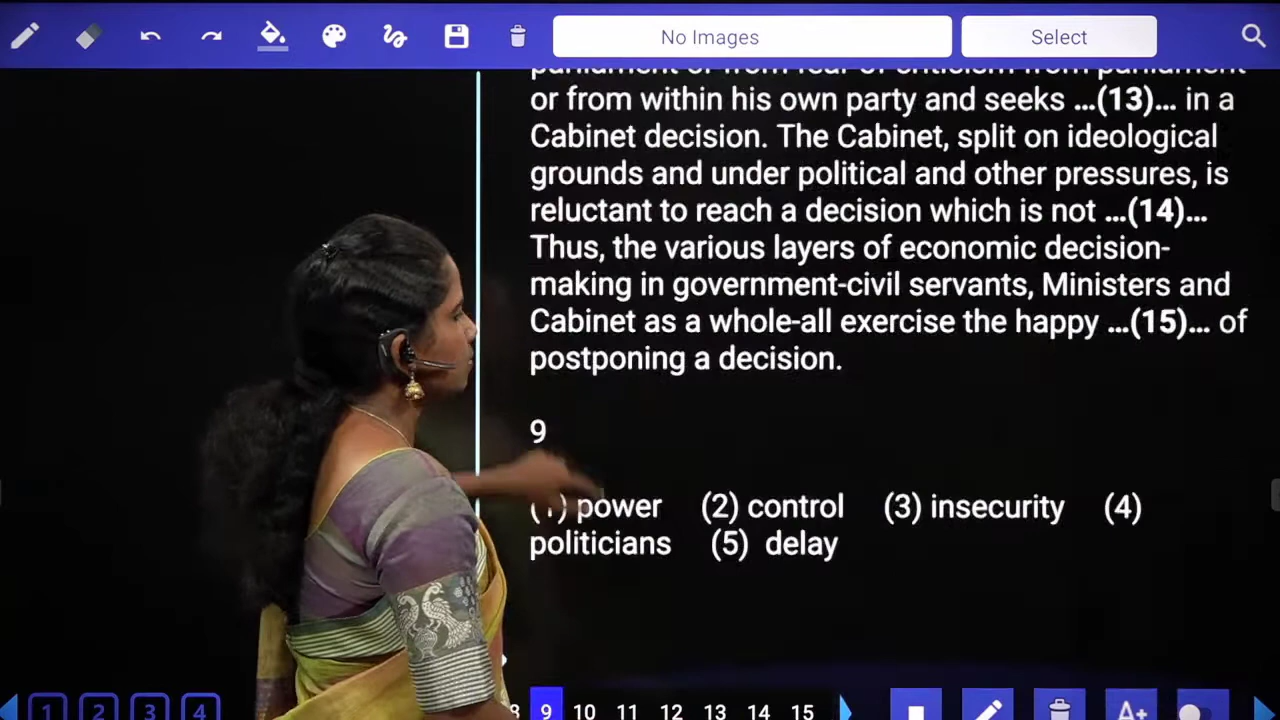 No Images
Select
or from within his own party and seeks ...(13)... in a
Cabinet decision. The Cabinet, split on ideological
grounds and under political and other pressures, is
reluctant to reach a decision which is not ...(14)...
Thus, the various layers of economic decision-
making in government-civil servants, Ministers and
Cabinet as a whole-all exercise the happy ...(15)... of
postponing a decision.
9
(1) power (2) control (3) insecurity (4)
politicians (5) delay
1 2 3 4 8 9 10 11 12 13 14 15 A+